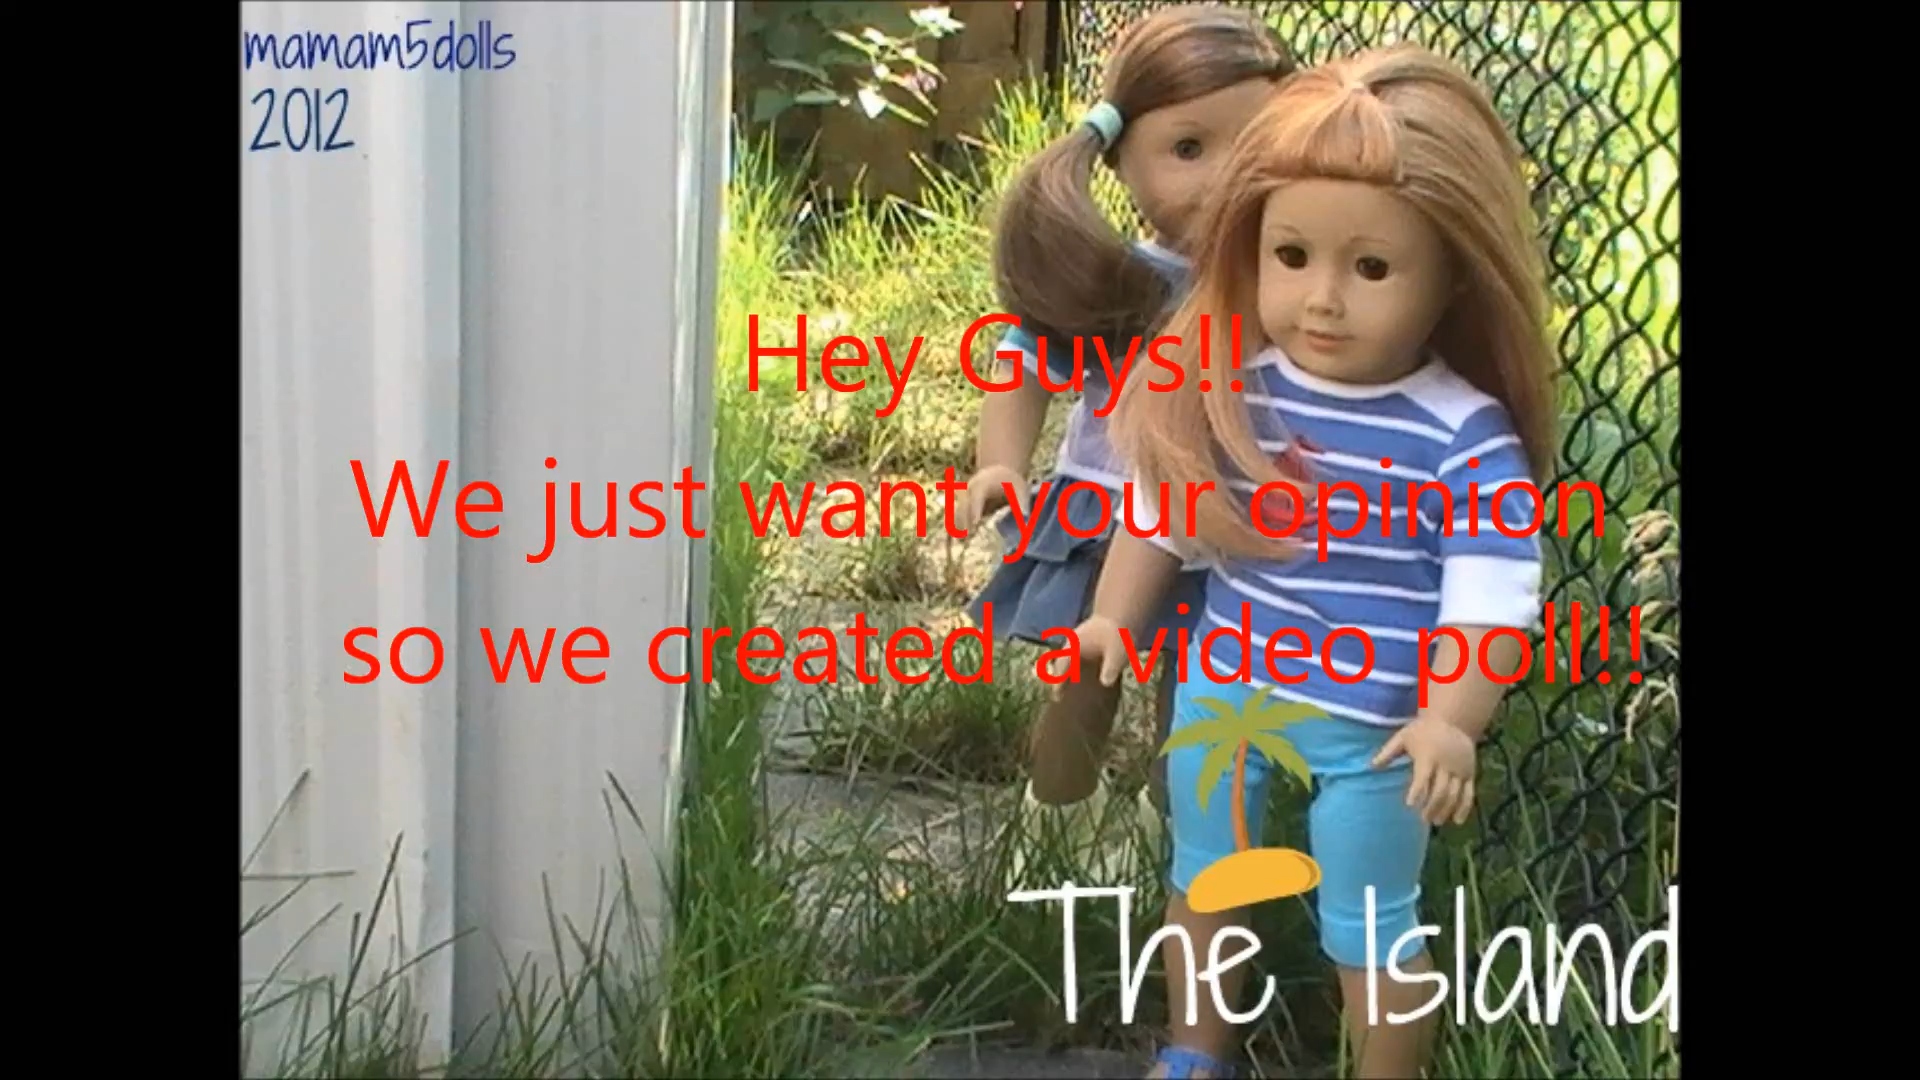 mamam5dolls
2012
Hey Guys!!
We just want your opinion
so we created a video poll!!
The Island